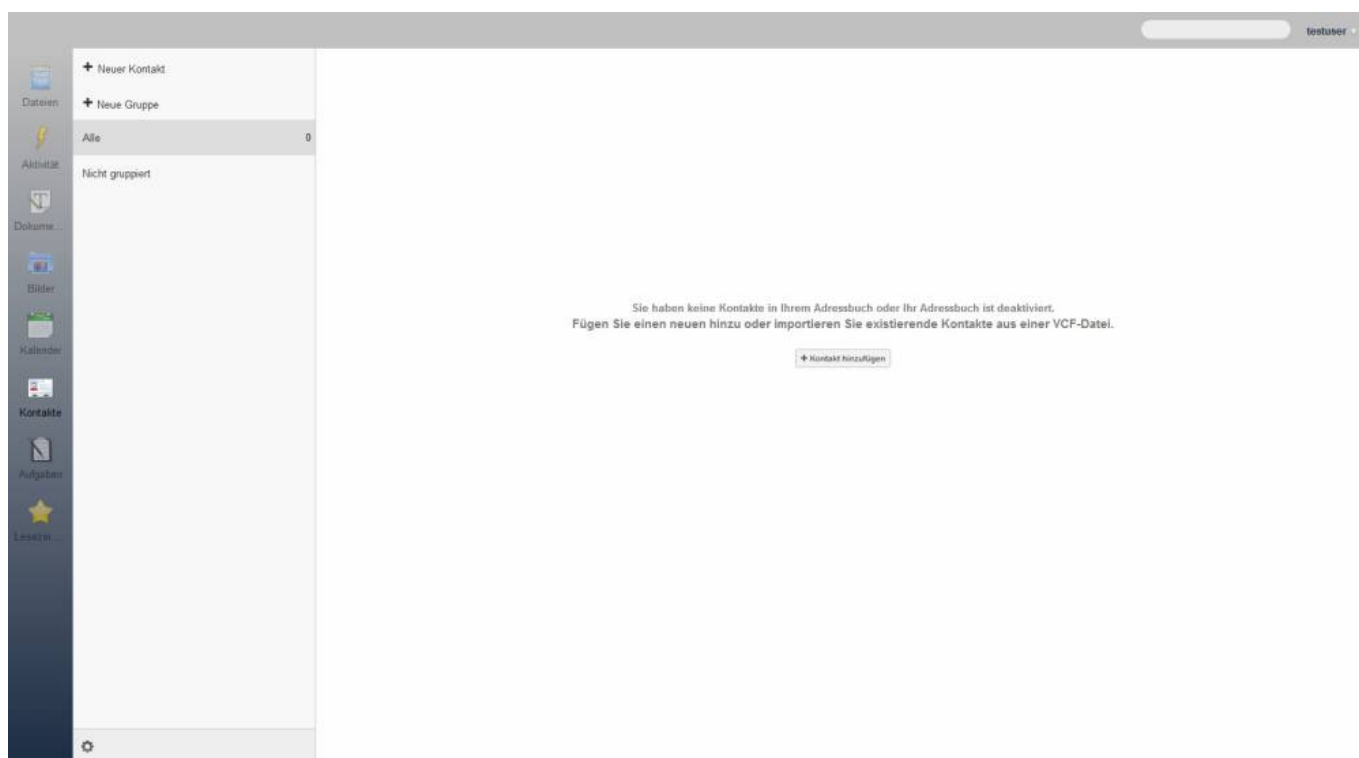 testuser
Dateien
Aktivität
Dokume...
Bilder
Kalender
Kontakte
Aufgaben
Lesezei...
+ Neuer Kontakt
+ Neue Gruppe
Alle 0
Nicht gruppiert
Sie haben keine Kontakte in Ihrem Adressbuch oder Ihr Adressbuch ist deaktiviert.
Fügen Sie einen neuen hinzu oder importieren Sie existierende Kontakte aus einer VCF-Datei.
+ Kontakt hinzufügen